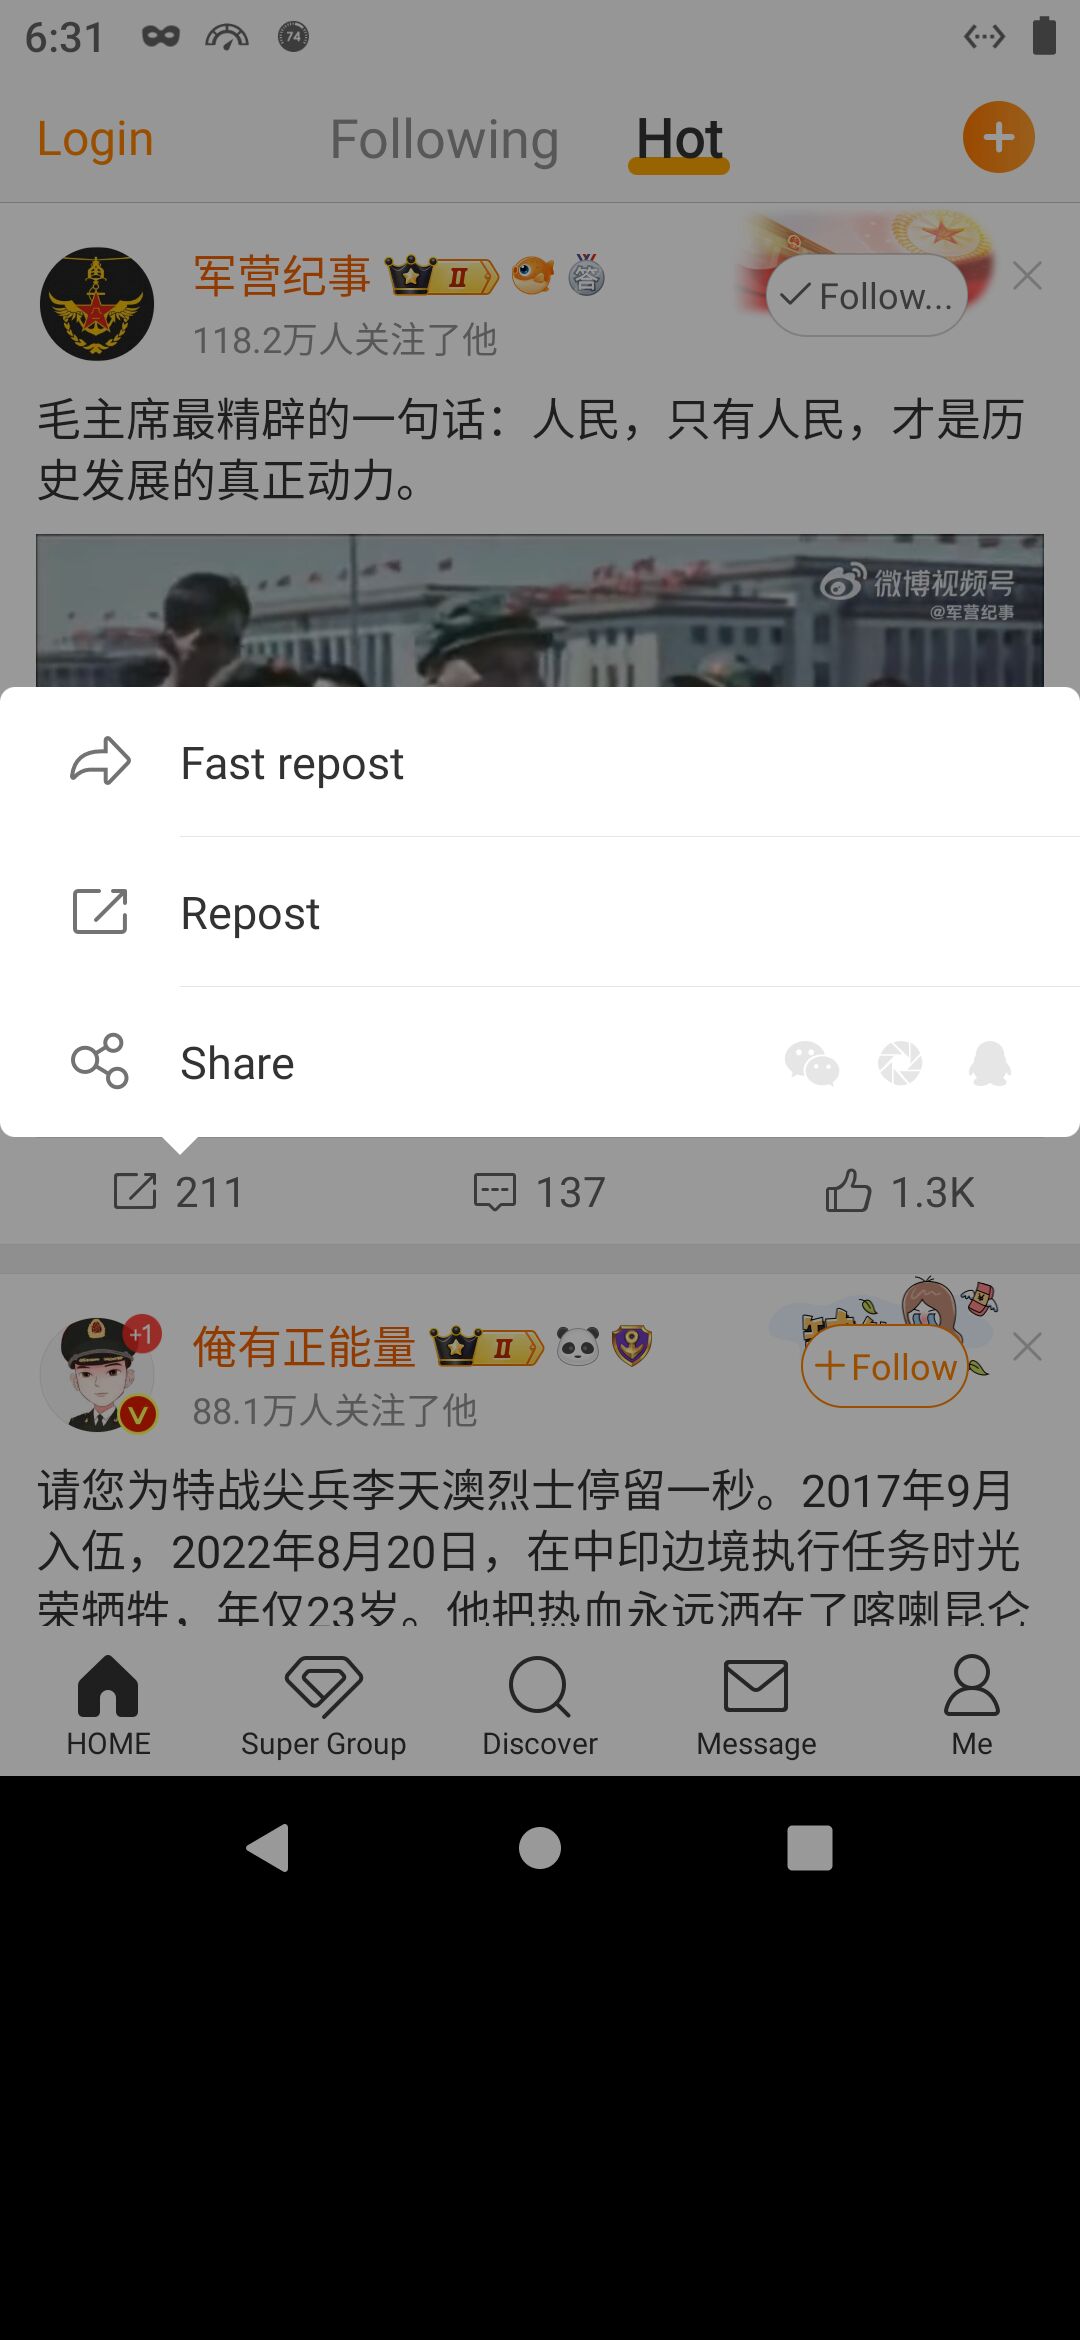 6:31
74
Login
Following
Hot
军营纪事
II
答
Follow...
118.2万人关注了他
毛主席最精辟的一句话：人民，只有人民，才是历
史发展的真正动力。
微博视频号
@军营纪事
Fast repost
Repost
Share
211
137
1.3K
+1
V
俺有正能量
II
Follow
88.1万人关注了他
请您为特战尖兵李天澳烈士停留一秒。2017年9月
入伍，2022年8月20日，在中印边境执行任务时光
荣牺牲，年仅23岁。他把热血永远洒在了喀喇昆仑
HOME
Super Group
Discover
Message
Me